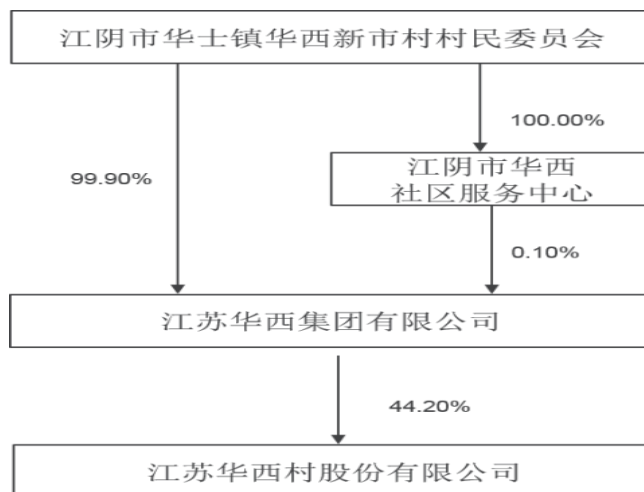 江阴市华士镇华西新市村村民委员会
100.00%
99.90%
江阴市华西
社区服务中心
0.10%
江苏华西集团有限公司
44.20%
江苏华西村股份有限公司